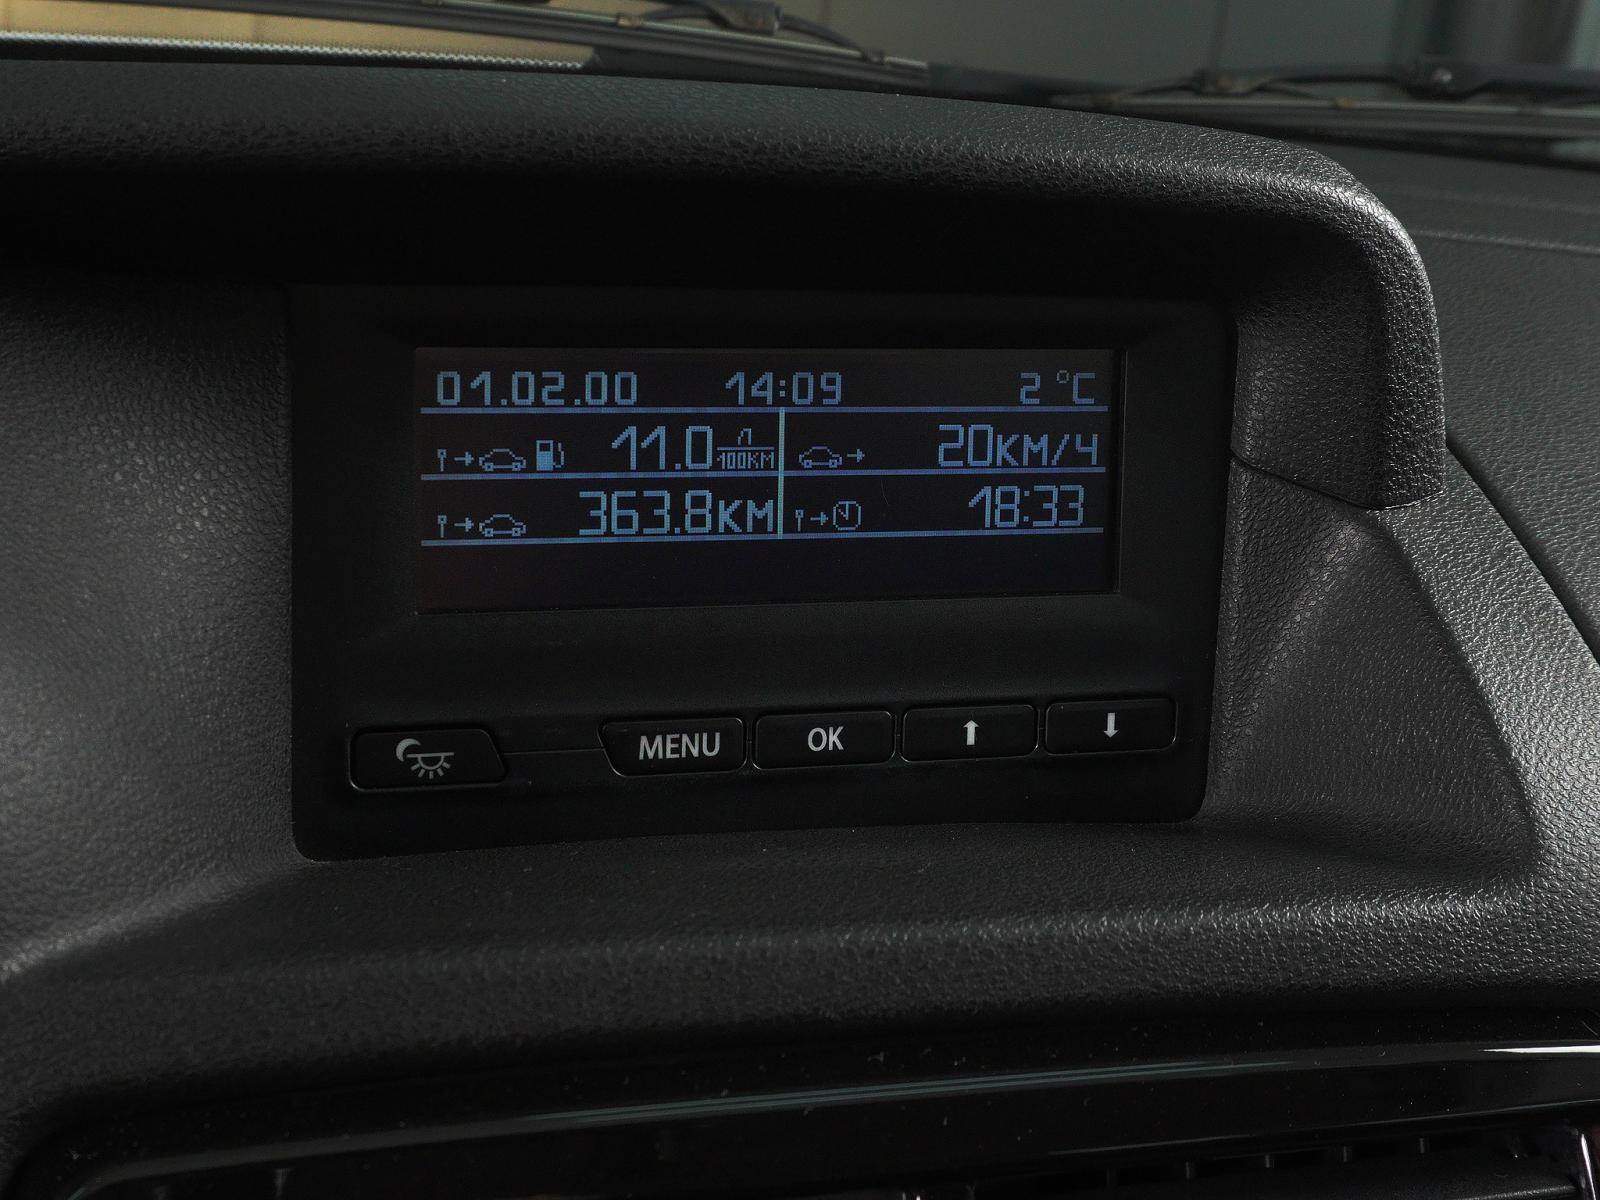 01.02.00 14:09 2 °C
11.0 л/100КМ 20КМ/Ч
363.8КМ 18:33
MENU OK